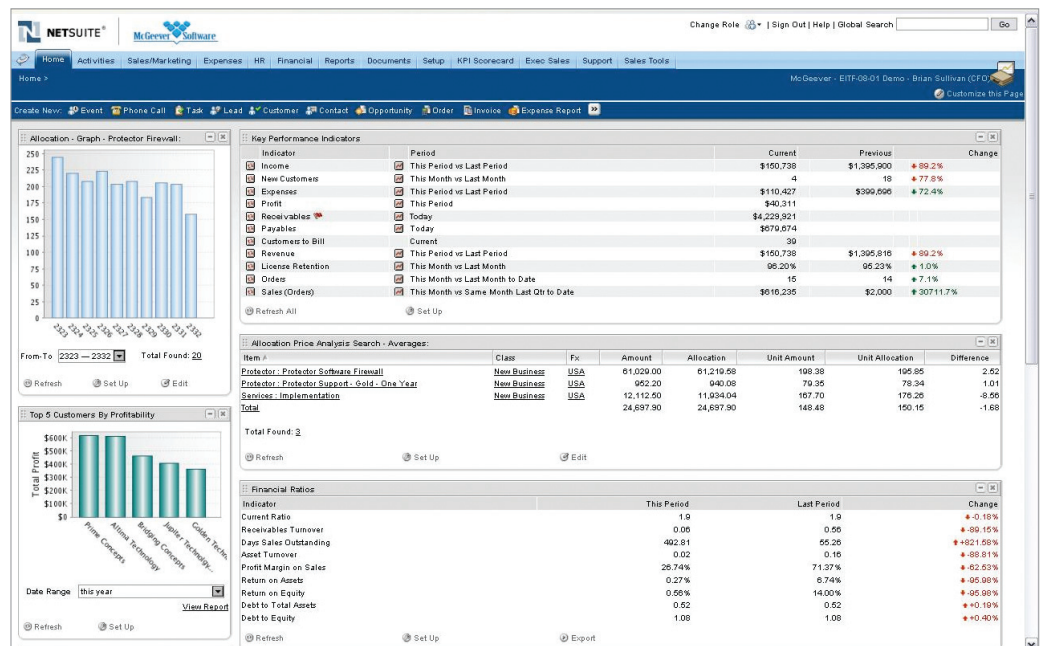 NETSUITE®
McGeever Software
Change Role | Sign Out | Help | Global Search Go
Home Activities Sales/Marketing Expenses HR Financial Reports Documents Setup KPI Scorecard Exec Sales Support Sales Tools
Home >
McGeever - EITF-08-01 Demo - Brian Sullivan (CFO)
Customize this Page
Create New: Event Phone Call Task Lead Customer Contact Opportunity Order Invoice Expense Report
Allocation - Graph - Protector Firewall:
250
225
200
175
150
125
100
75
50
25
0
2323 2324 2325 2326 2327 2328 2329 2330 2331 2332
From-To 2323 — 2332 Total Found: 20
Refresh Set Up Edit
Top 5 Customers By Profitability
Total Profit
$600K
$500K
$400K
$300K
$200K
$100K
$0
Prime Concepts
Altima Technology
Bridging Concepts
Jupiter Technolgy...
Golden Techn
Date Range this year
View Report
Refresh Set Up
Key Performance Indicators
Indicator Period Current Previous Change
Income This Period vs Last Period $150,738 $1,395,900 89.2%
New Customers This Month vs Last Month 4 18 77.8%
Expenses This Period vs Last Period $110,427 $399,696 72.4%
Profit This Period $40,311
Receivables Today $4,229,921
Payables Today $679,674
Customers to Bill Current 39
Revenue This Period vs Last Period $150,738 $1,395,816 89.2%
License Retention This Month vs Last Month 96.20% 95.23% 1.0%
Orders This Month vs Last Month to Date 15 14 7.1%
Sales (Orders) This Month vs Same Month Last Qtr to Date $616,235 $2,000 30711.7%
Refresh All Set Up
Allocation Price Analysis Search - Averages:
Item Class Fx Amount Allocation Unit Amount Unit Allocation Difference
Protector : Protector Software Firewall New Business USA 61,029.00 61,219.58 198.38 195.85 2.52
Protector : Protector Support - Gold - One Year New Business USA 952.20 940.08 79.35 78.34 1.01
Services : Implementation New Business USA 12,112.50 11,934.04 167.70 176.26 -8.56
Total 24,697.90 24,697.90 148.48 150.15 -1.68
Total Found: 3
Refresh Set Up Edit
Financial Ratios
Indicator This Period Last Period Change
Current Ratio 1.9 1.9 -0.18%
Receivables Turnover 0.06 0.56 -89.15%
Days Sales Outstanding 492.81 55.26 +821.58%
Asset Turnover 0.02 0.16 -88.81%
Profit Margin on Sales 26.74% 71.37% -62.53%
Return on Assets 0.27% 6.74% -95.98%
Return on Equity 0.56% 14.00% -95.98%
Debt to Total Assets 0.52 0.52 +0.19%
Debt to Equity 1.08 1.08 +0.40%
Refresh Set Up Export